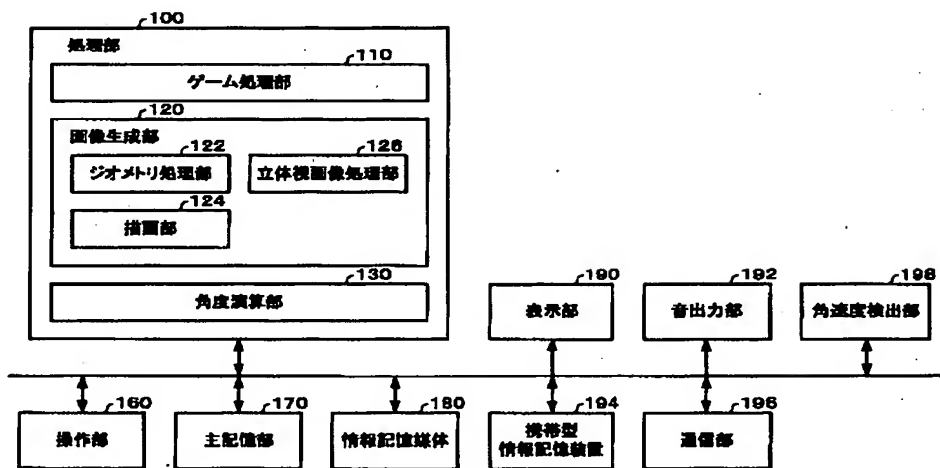 100
処理部
110
ゲーム処理部
120
画像生成部
122
ジオメトリ処理部
126
立体視画像処理部
124
描画部
130
角度演算部
190
表示部
192
音出力部
198
角速度検出部
160
操作部
170
主記憶部
180
情報記憶媒体
194
携帯型
情報記憶装置
196
通信部